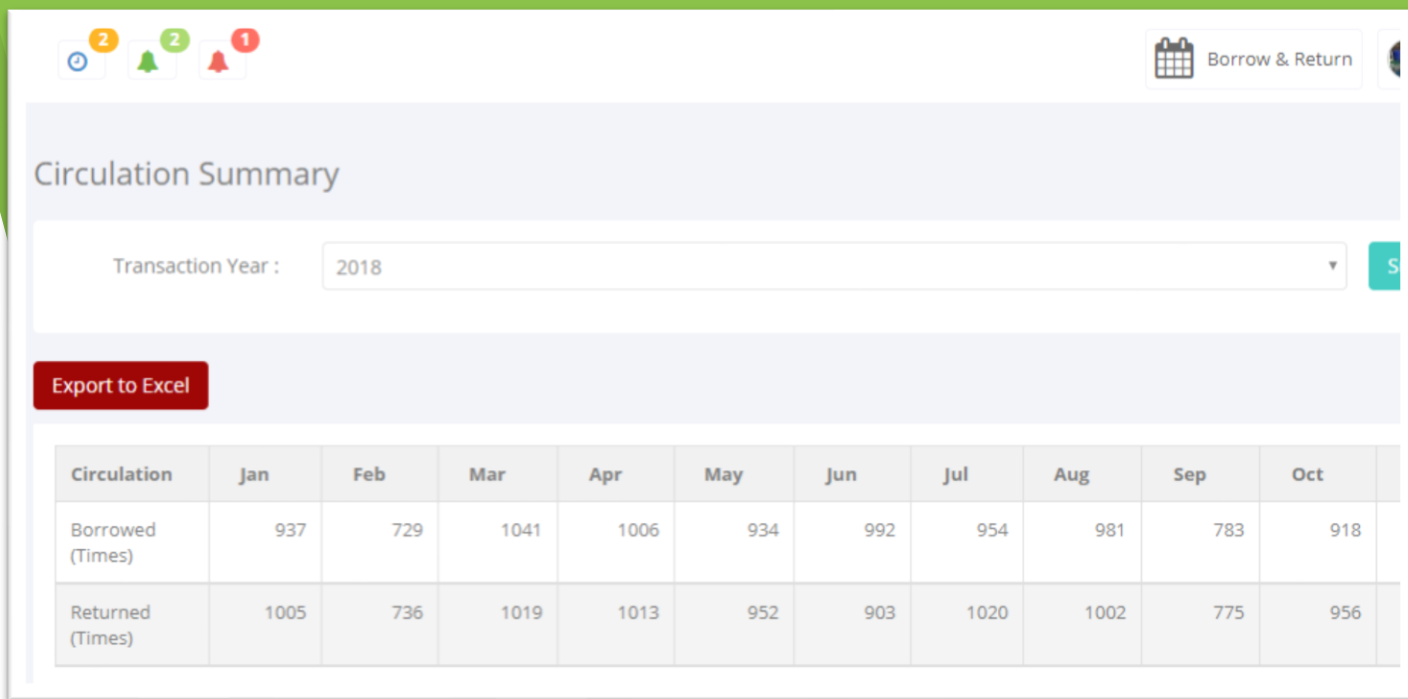 2 2 1
Borrow & Return
Circulation Summary
Transaction Year : 2018
Export to Excel
Circulation Jan Feb Mar Apr May Jun Jul Aug Sep Oct
Borrowed (Times) 937 729 1041 1006 934 992 954 981 783 918
Returned (Times) 1005 736 1019 1013 952 903 1020 1002 775 956